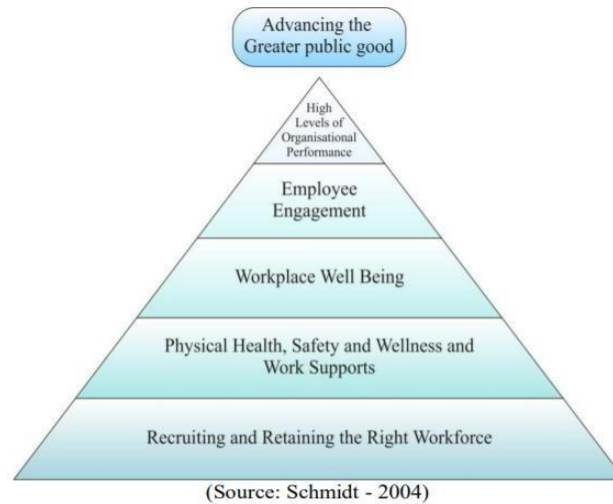 Advancing the
Greater public good
High
Levels of
Organisational
Performance
Employee
Engagement
Workplace Well Being
Physical Health, Safety and Wellness and
Work Supports
Recruiting and Retaining the Right Workforce
(Source: Schmidt - 2004)